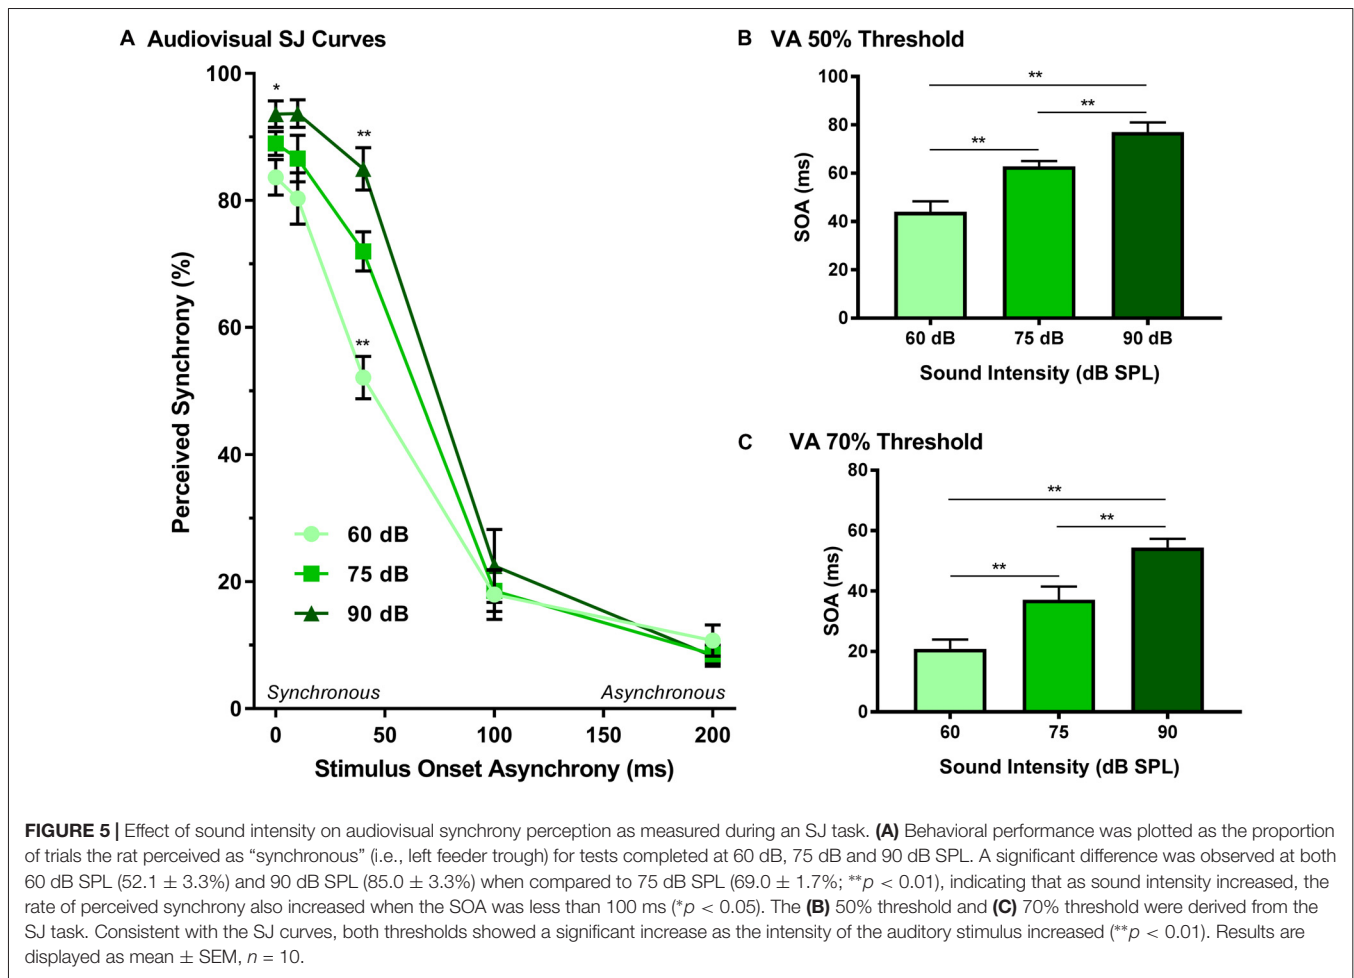 A Audiovisual SJ Curves
100
80
60
40
20
0
Perceived Synchrony (%)
*
**
**
60 dB
75 dB
90 dB
Synchronous
Asynchronous
0 50 100 150 200
Stimulus Onset Asynchrony (ms)
B VA 50% Threshold
100
80
60
40
20
0
SOA (ms)
**
**
**
60 dB 75 dB 90 dB
Sound Intensity (dB SPL)
C VA 70% Threshold
80
60
40
20
0
SOA (ms)
**
**
**
60 75 90
Sound Intensity (dB SPL)
FIGURE 5 | Effect of sound intensity on audiovisual synchrony perception as measured during an SJ task. (A) Behavioral performance was plotted as the proportion
of trials the rat perceived as “synchronous” (i.e., left feeder trough) for tests completed at 60 dB, 75 dB and 90 dB SPL. A significant difference was observed at both
60 dB SPL (52.1 ± 3.3%) and 90 dB SPL (85.0 ± 3.3%) when compared to 75 dB SPL (69.0 ± 1.7%; **p < 0.01), indicating that as sound intensity increased, the
rate of perceived synchrony also increased when the SOA was less than 100 ms (*p < 0.05). The (B) 50% threshold and (C) 70% threshold were derived from the
SJ task. Consistent with the SJ curves, both thresholds showed a significant increase as the intensity of the auditory stimulus increased (**p < 0.01). Results are
displayed as mean ± SEM, n = 10.